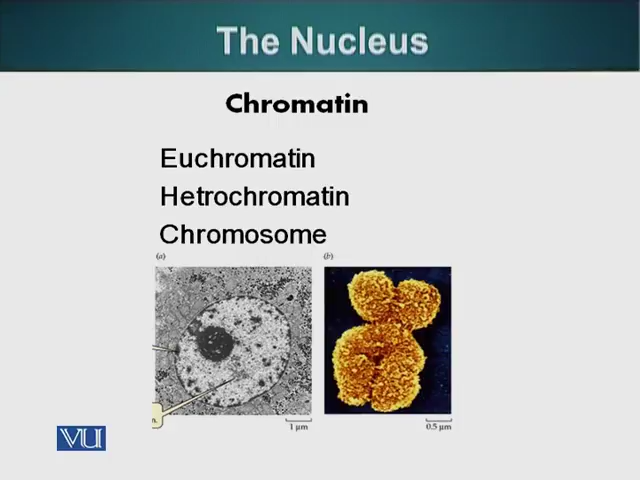 The Nucleus
Chromatin
Euchromatin
Hetrochromatin
Chromosome
(a) (b)
n.
1 µm 0.5 µm
VU